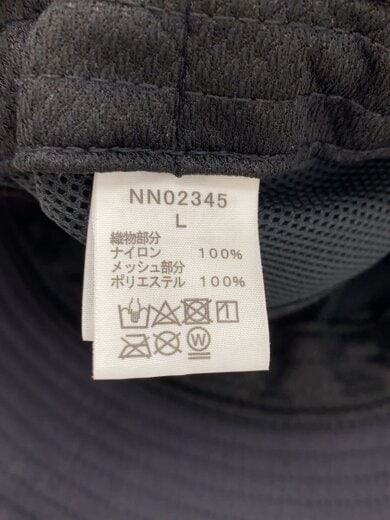 NN02345
L
織物部分
ナイロン 100%
メッシュ部分
ポリエステル 100%
W